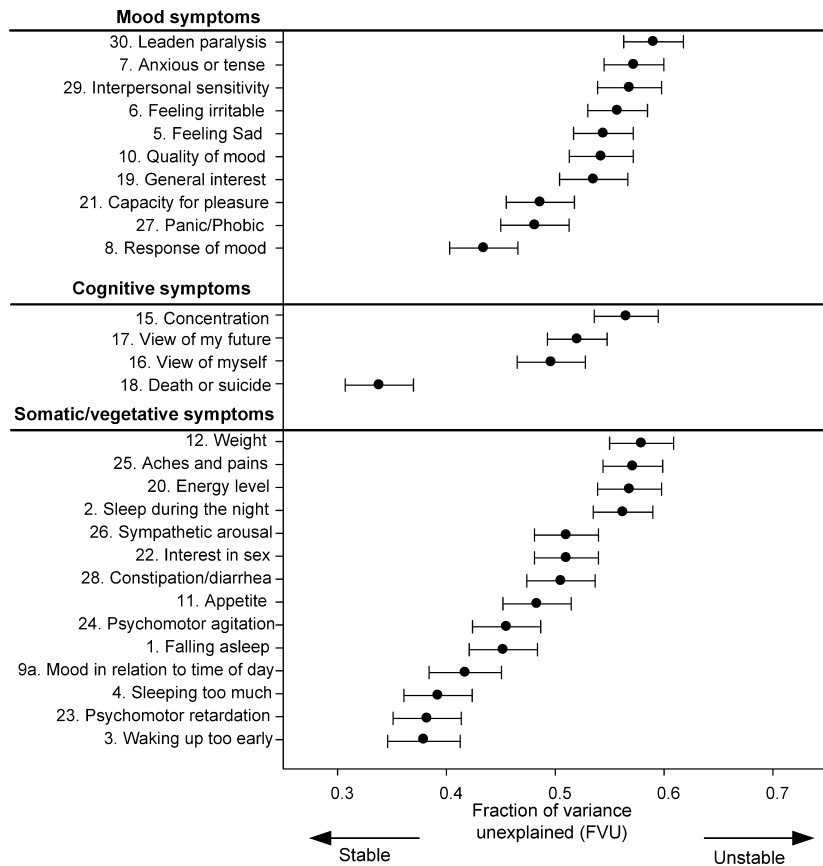 Mood symptoms
30. Leaden paralysis
7. Anxious or tense
29. Interpersonal sensitivity
6. Feeling irritable
5. Feeling Sad
10. Quality of mood
19. General interest
21. Capacity for pleasure
27. Panic/Phobic
8. Response of mood
Cognitive symptoms
15. Concentration
17. View of my future
16. View of myself
18. Death or suicide
Somatic/vegetative symptoms
12. Weight
25. Aches and pains
20. Energy level
2. Sleep during the night
26. Sympathetic arousal
22. Interest in sex
28. Constipation/diarrhea
11. Appetite
24. Psychomotor agitation
1. Falling asleep
9a. Mood in relation to time of day
4. Sleeping too much
23. Psychomotor retardation
3. Waking up too early
0.3 0.4 0.5 0.6 0.7
Fraction of variance
unexplained (FVU)
Stable Unstable